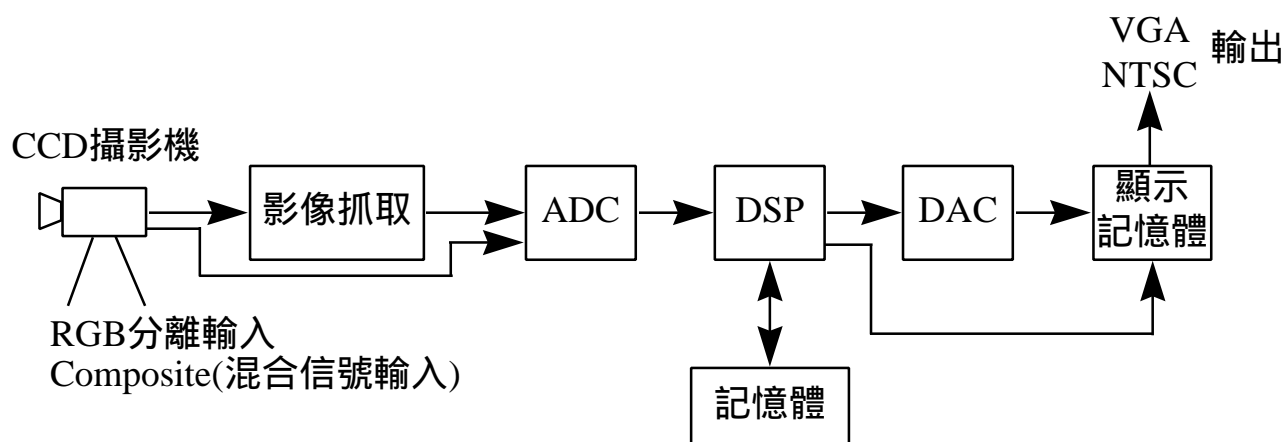 VGA
NTSC
輸出
CCD攝影機
影像抓取
ADC
DSP
DAC
顯示
記憶體
RGB分離輸入
Composite(混合信號輸入)
記憶體